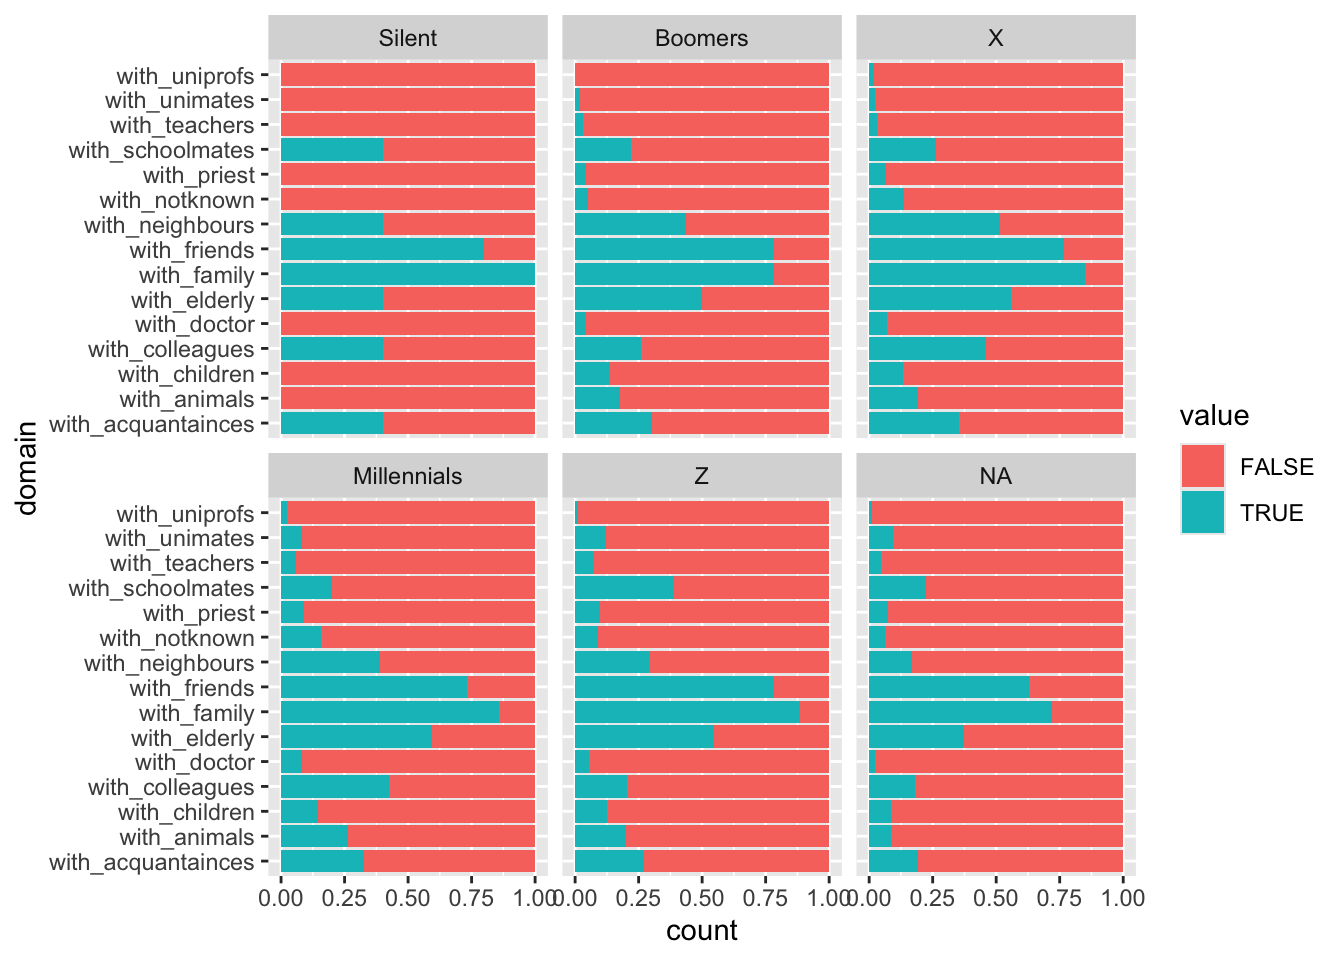 Silent Boomers X
with_uniprofs
with_unimates
with_teachers
with_schoolmates
with_priest
with_notknown
with_neighbours
with_friends
with_family
with_elderly
with_doctor
with_colleagues
with_children
with_animals
with_acquantainces
Millennials Z NA
with_uniprofs
with_unimates
with_teachers
with_schoolmates
with_priest
with_notknown
with_neighbours
with_friends
with_family
with_elderly
with_doctor
with_colleagues
with_children
with_animals
with_acquantainces
0.00 0.25 0.50 0.75 1.00 0.00 0.25 0.50 0.75 1.00 0.00 0.25 0.50 0.75 1.00
count
domain
value
FALSE
TRUE